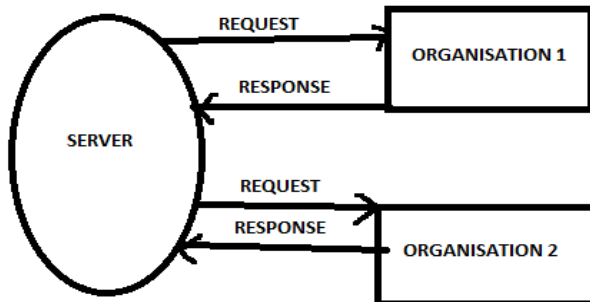 REQUEST
ORGANISATION 1
RESPONSE
SERVER
REQUEST
RESPONSE
ORGANISATION 2